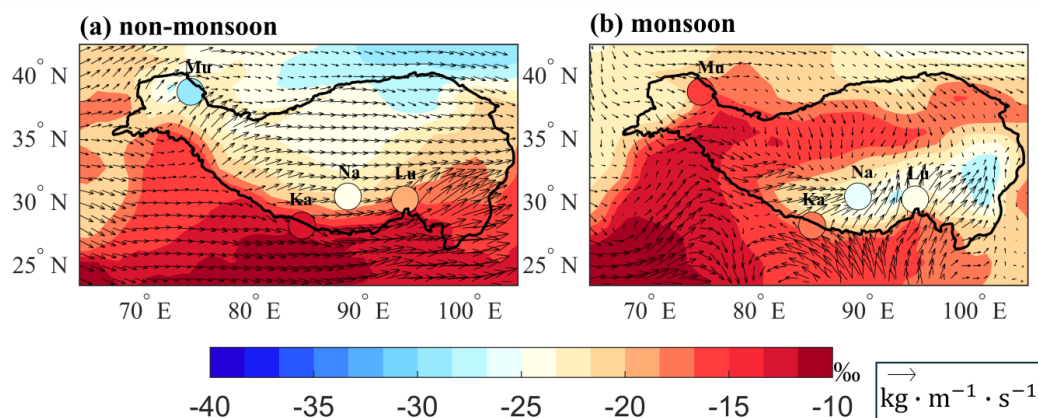 (a) non-monsoon
(b) monsoon
40° N
35° N
30° N
25° N
Mu
Na
Lu
Ka
70° E
80° E
90° E
100° E
40° N
35° N
30° N
25° N
Mu
Na
Lu
Ka
70° E
80° E
90° E
100° E
-40
-35
-30
-25
-20
-15
-10
‰
kg · m⁻¹ · s⁻¹